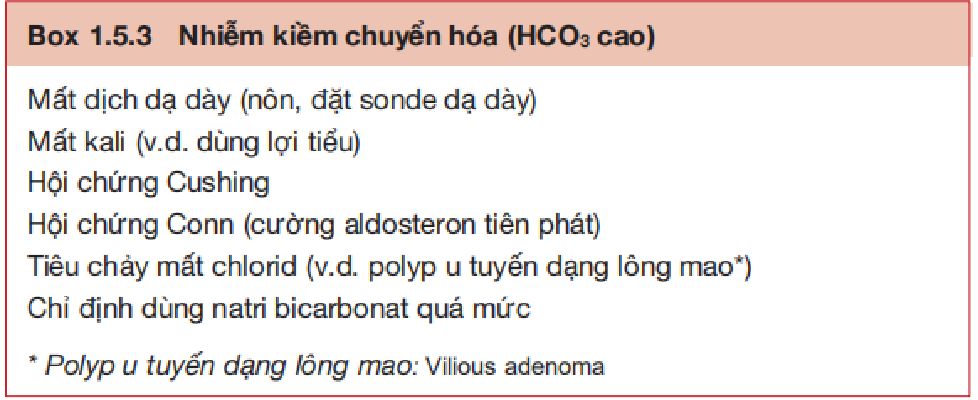 Box 1.5.3 Nhiễm kiềm chuyển hóa (HCO₃ cao)
Mất dịch dạ dày (nôn, đặt sonde dạ dày)
Mất kali (v.d. dùng lợi tiểu)
Hội chứng Cushing
Hội chứng Conn (cường aldosteron tiên phát)
Tiêu chảy mất chlorid (v.d. polyp u tuyến dạng lông mao*)
Chỉ định dùng natri bicarbonat quá mức
* Polyp u tuyến dạng lông mao: Vilious adenoma